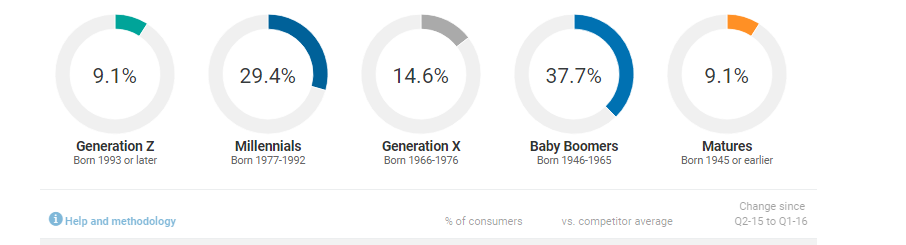 9.1% 29.4% 14.6% 37.7% 9.1%
Generation Z Millennials Generation X Baby Boomers Matures
Born 1993 or later Born 1977-1992 Born 1966-1976 Born 1946-1965 Born 1945 or earlier
Change since
Help and methodology % of consumers vs. competitor average Q2-15 to Q1-16